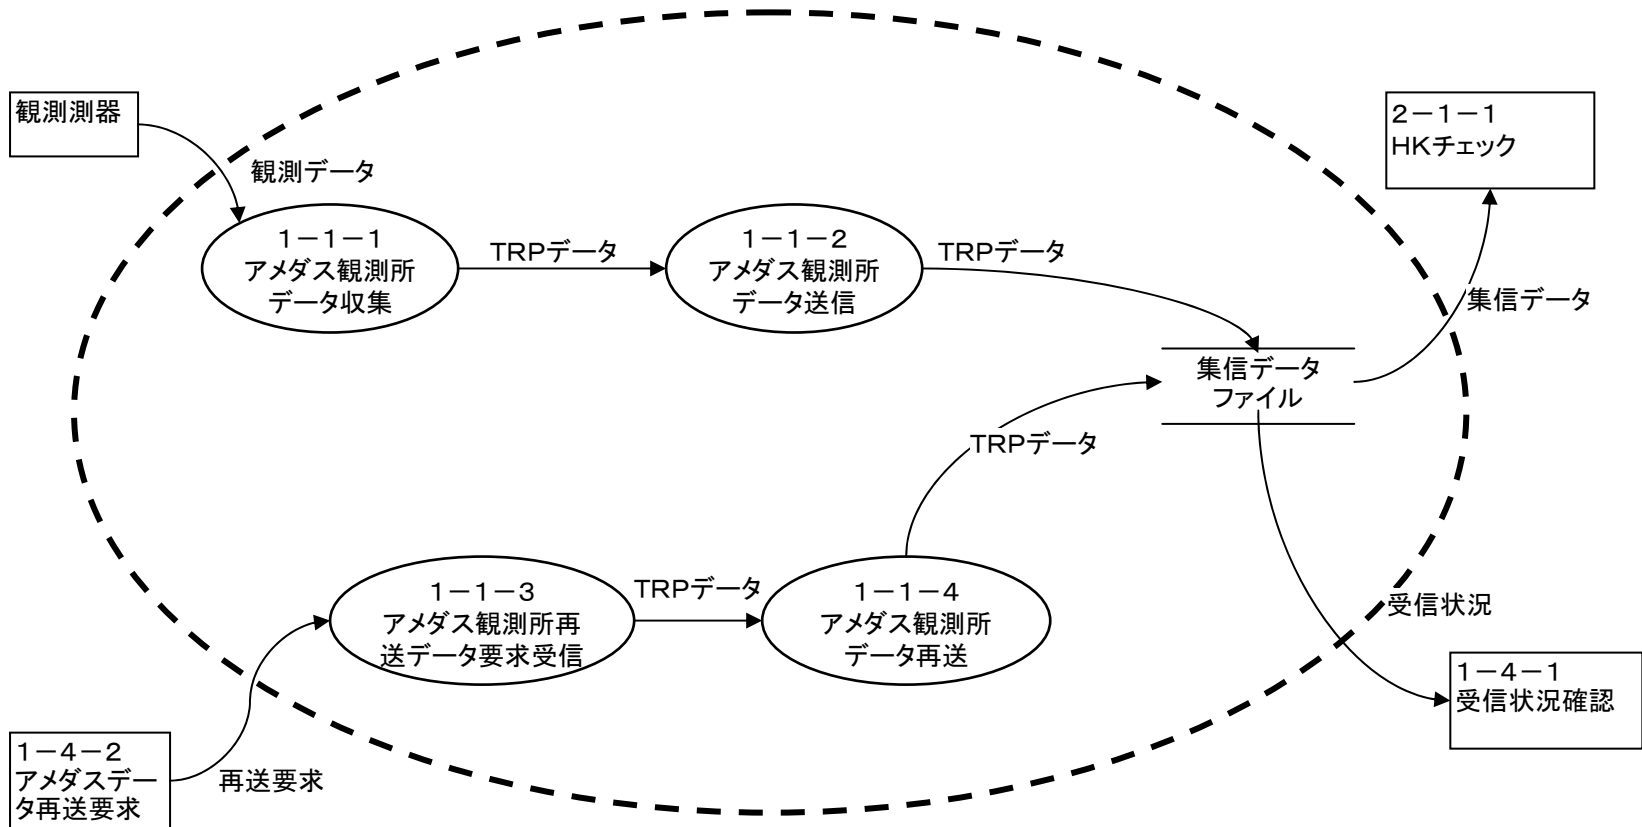 観測測器
観測データ
1-1-1
アメダス観測所
データ収集
TRPデータ
1-1-2
アメダス観測所
データ送信
TRPデータ
2-1-1
HKチェック
集信データ
集信データ
ファイル
TRPデータ
1-1-3
アメダス観測所再
送データ要求受信
TRPデータ
1-1-4
アメダス観測所
データ再送
受信状況
1-4-1
受信状況確認
1-4-2
アメダスデー
タ再送要求
再送要求